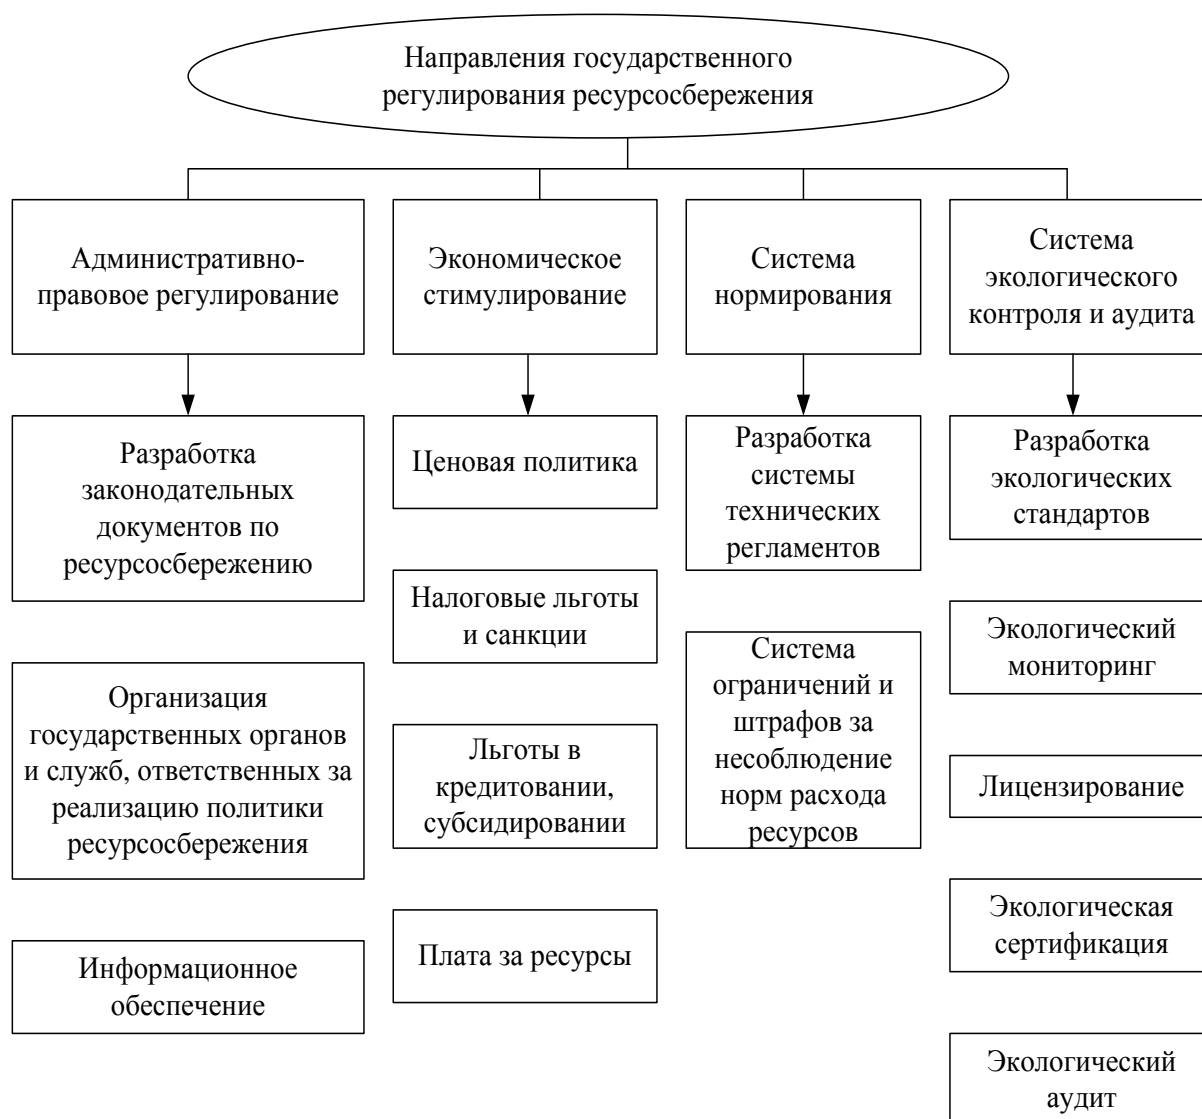 Направления государственного
регулирования ресурсосбережения
Административно-
правовое регулирование
Экономическое
стимулирование
Система
нормирования
Система
экологического
контроля и аудита
Разработка
законодательных
документов по
ресурсосбережению
Организация
государственных органов
и служб, ответственных за
реализацию политики
ресурсосбережения
Информационное
обеспечение
Ценовая политика
Налоговые льготы
и санкции
Льготы в
кредитовании,
субсидировании
Плата за ресурсы
Разработка
системы
технических
регламентов
Система
ограничений и
штрафов за
несоблюдение
норм расхода
ресурсов
Разработка
экологических
стандартов
Экологический
мониторинг
Лицензирование
Экологическая
сертификация
Экологический
аудит